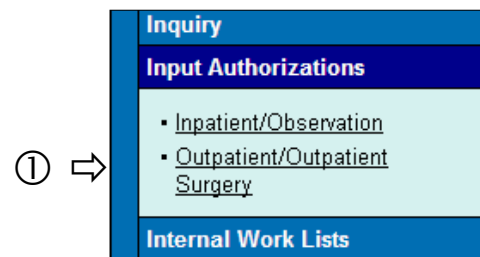 Inquiry
Input Authorizations
▪ Inpatient/Observation
① ⇨
▪ Outpatient/Outpatient
Surgery
Internal Work Lists